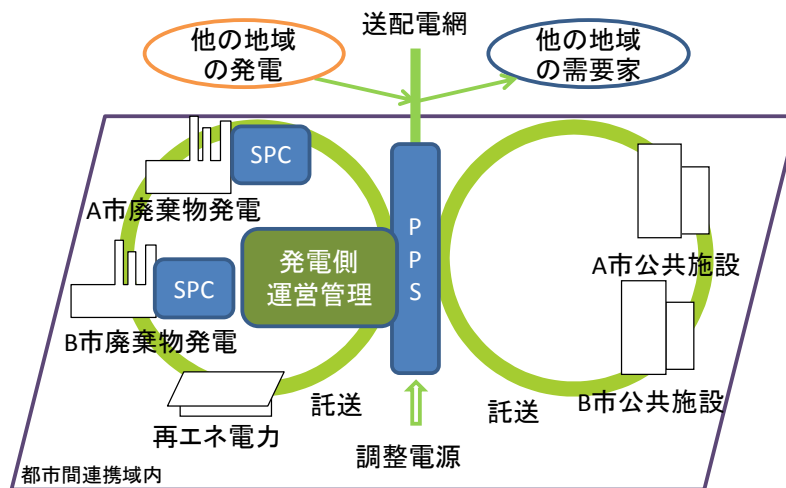 送配電網
他の地域
の発電
他の地域
の需要家
SPC
A市廃棄物発電
SPC
B市廃棄物発電
発電側
運営管理
PPS
A市公共施設
B市公共施設
再エネ電力
託送
託送
調整電源
都市間連携域内